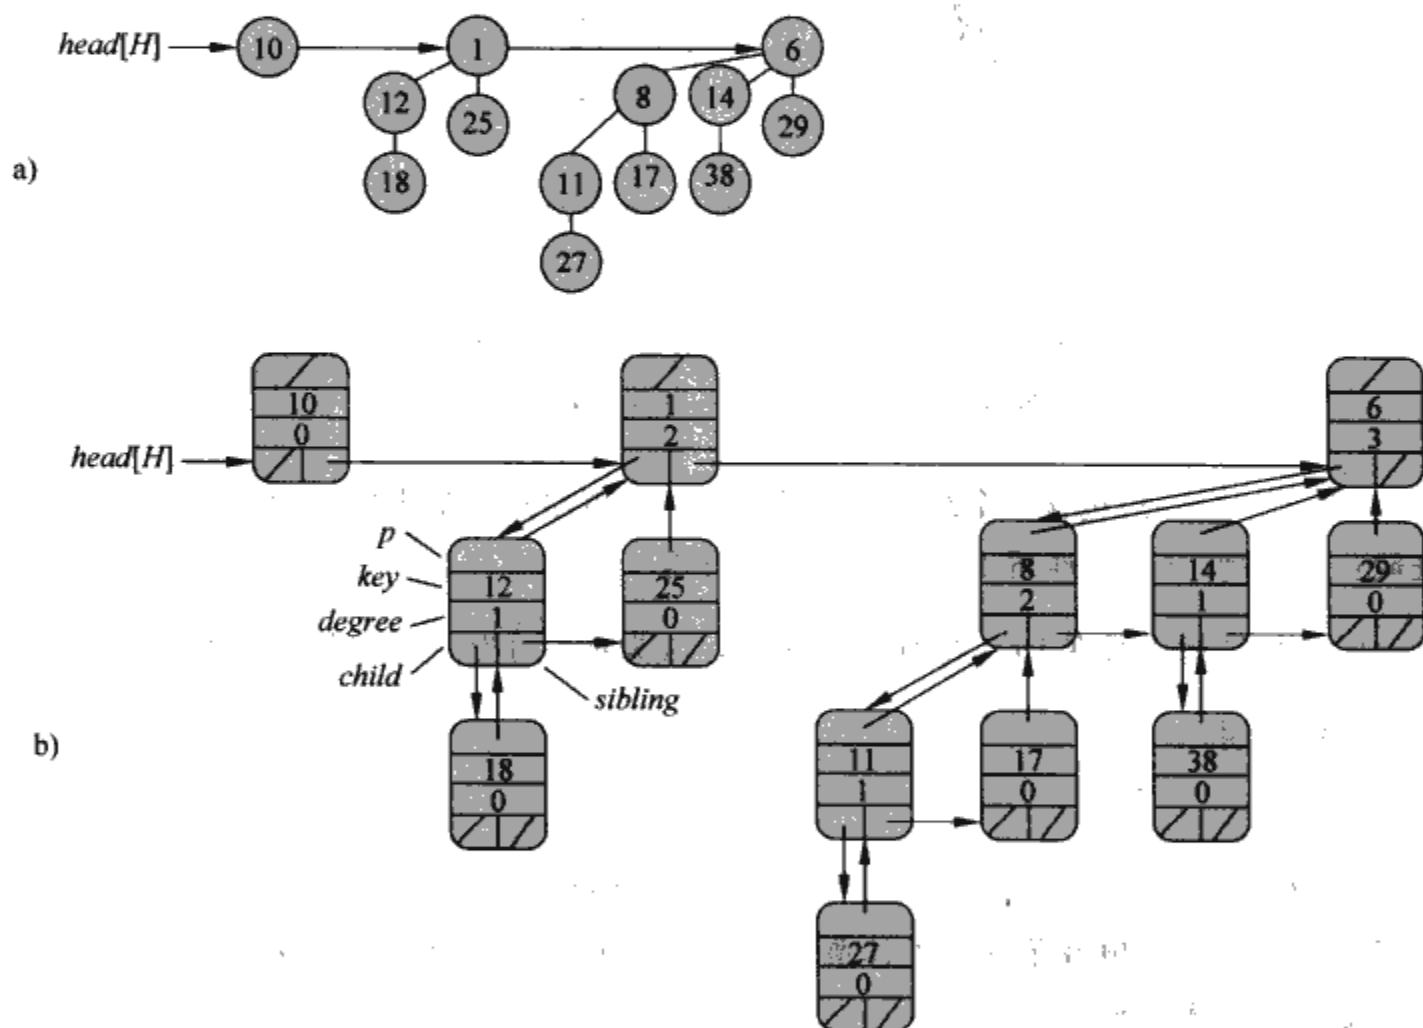 head[H] 10 1 6
12 25 8 14 29
a) 18 11 17 38
27
10 1 6
0 2 3
head[H]
p
key 12 25 8 14 29
degree 1 0 2 1 0
child sibling
b) 18 11 17 38
0 1 0 0
27
0